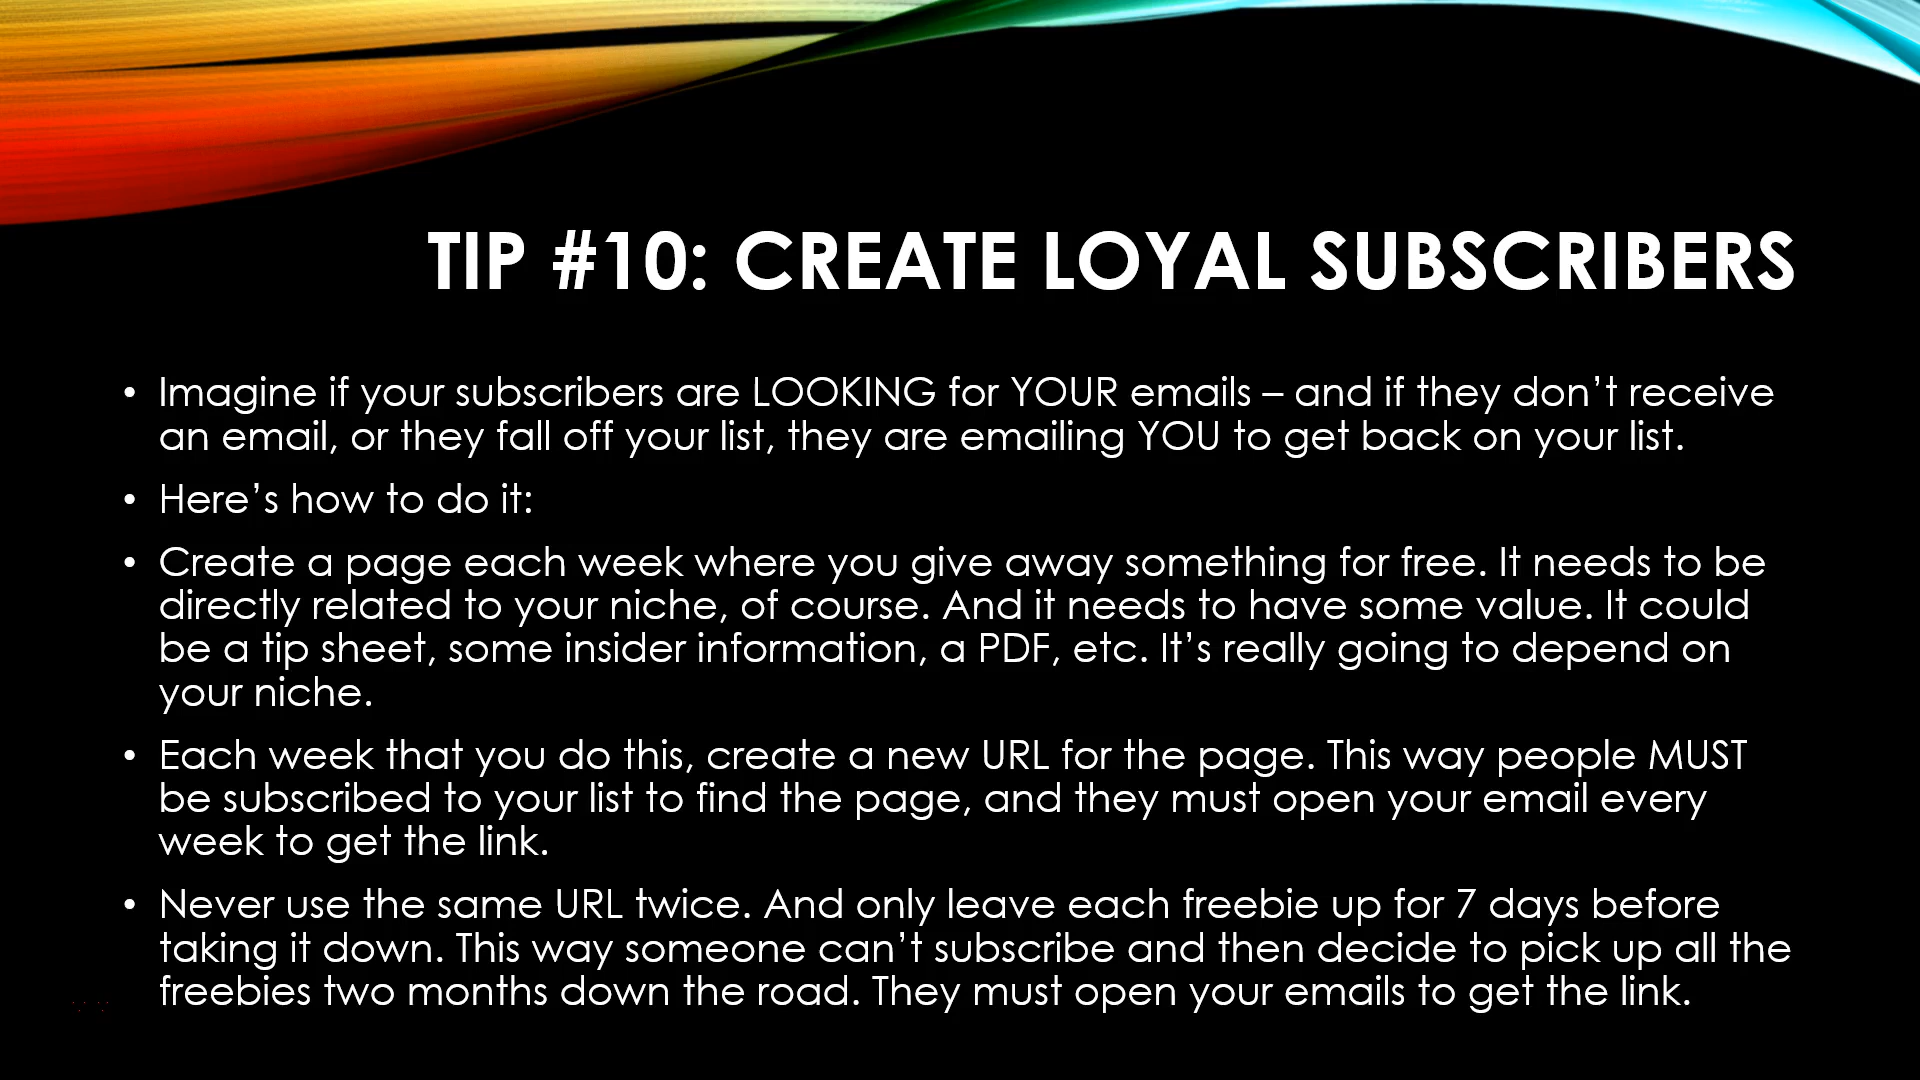 TIP #10: CREATE LOYAL SUBSCRIBERS
• Imagine if your subscribers are LOOKING for YOUR emails – and if they don’t receive
an email, or they fall off your list, they are emailing YOU to get back on your list.
• Here’s how to do it:
• Create a page each week where you give away something for free. It needs to be
directly related to your niche, of course. And it needs to have some value. It could
be a tip sheet, some insider information, a PDF, etc. It’s really going to depend on
your niche.
• Each week that you do this, create a new URL for the page. This way people MUST
be subscribed to your list to find the page, and they must open your email every
week to get the link.
• Never use the same URL twice. And only leave each freebie up for 7 days before
taking it down. This way someone can’t subscribe and then decide to pick up all the
freebies two months down the road. They must open your emails to get the link.